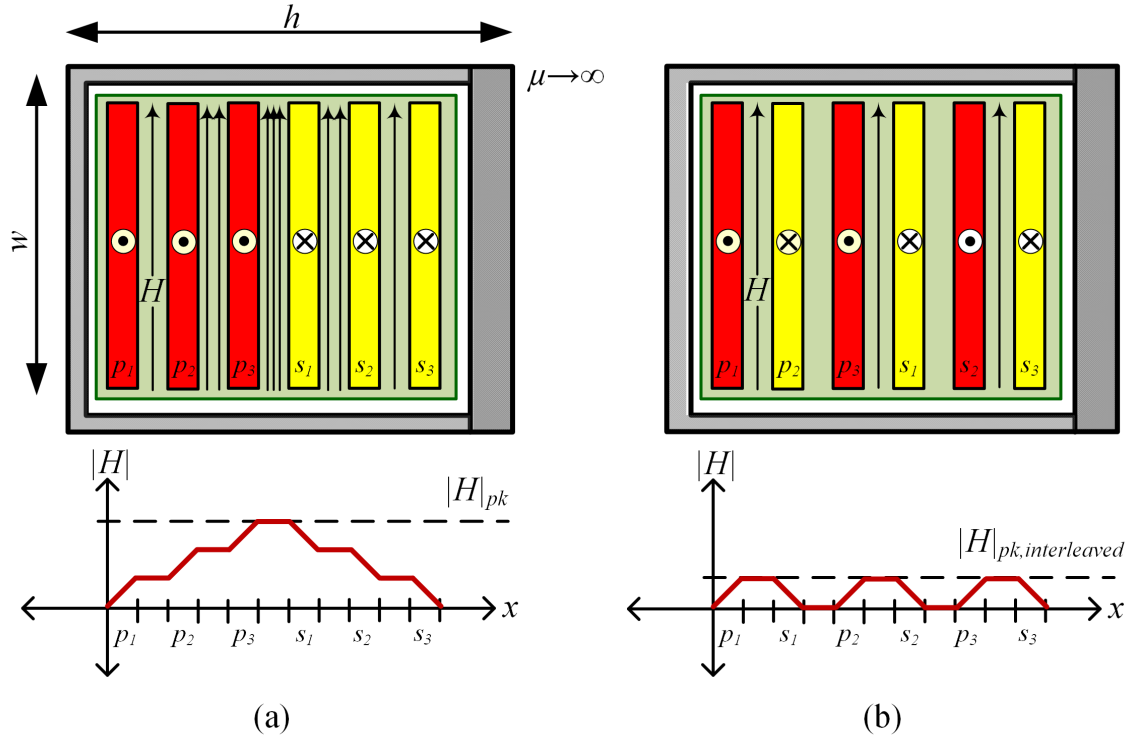 h
μ→∞
w
H
p1 p2 p3 s1 s2 s3
|H|
|H|pk
x
p1 p2 p3 s1 s2 s3
(a)
H
p1 p2 p3 s1 s2 s3
|H|
|H|pk,interleaved
x
p1 s1 p2 s2 p3 s3
(b)